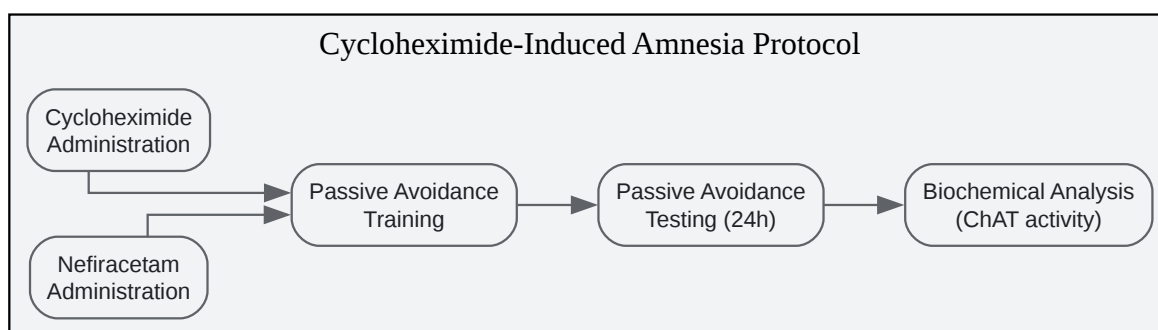 Cycloheximide-Induced Amnesia Protocol
Cycloheximide
Administration
Nefiracetam
Administration
Passive Avoidance
Training
Passive Avoidance
Testing (24h)
Biochemical Analysis
(ChAT activity)